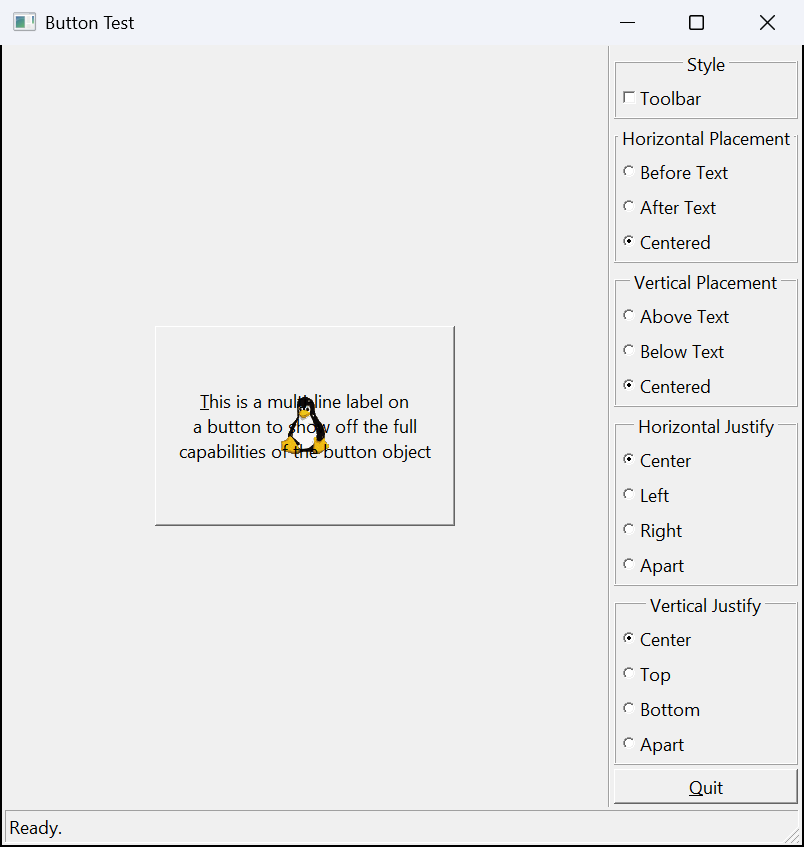 Button Test
This is a multi-line label on
a button to show off the full
capabilities of the button object
Style
Toolbar
Horizontal Placement
Before Text
After Text
Centered
Vertical Placement
Above Text
Below Text
Centered
Horizontal Justify
Center
Left
Right
Apart
Vertical Justify
Center
Top
Bottom
Apart
Quit
Ready.